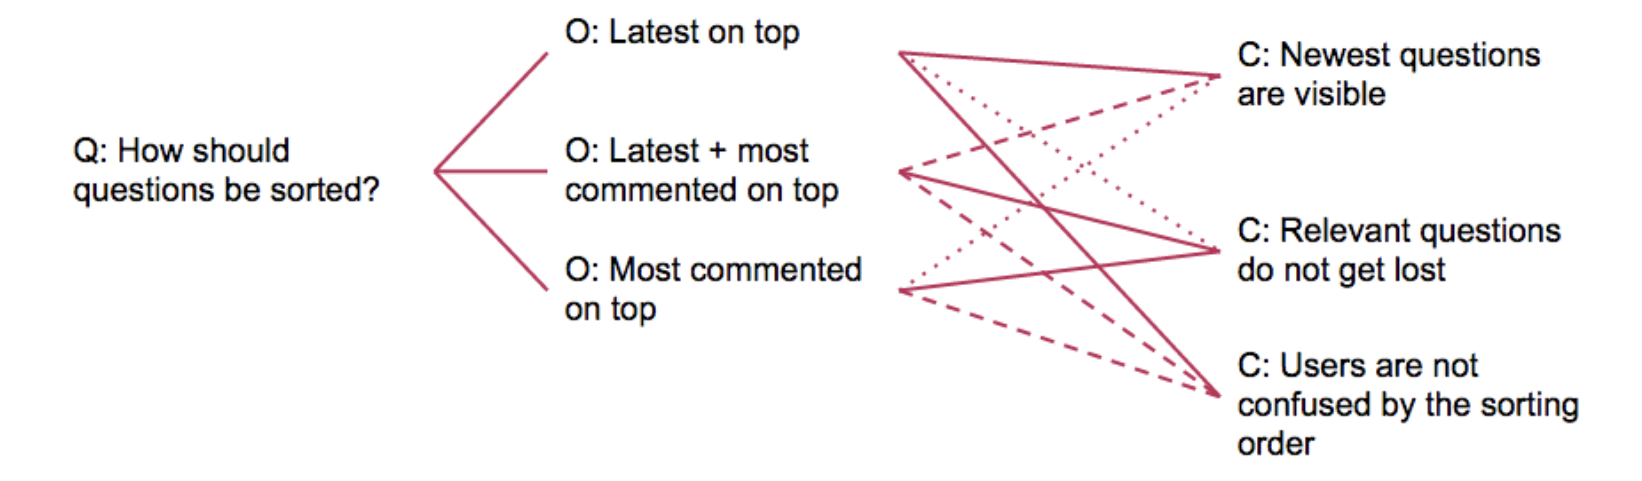 Q: How should
questions be sorted?
O: Latest on top
O: Latest + most
commented on top
O: Most commented
on top
C: Newest questions
are visible
C: Relevant questions
do not get lost
C: Users are not
confused by the sorting
order